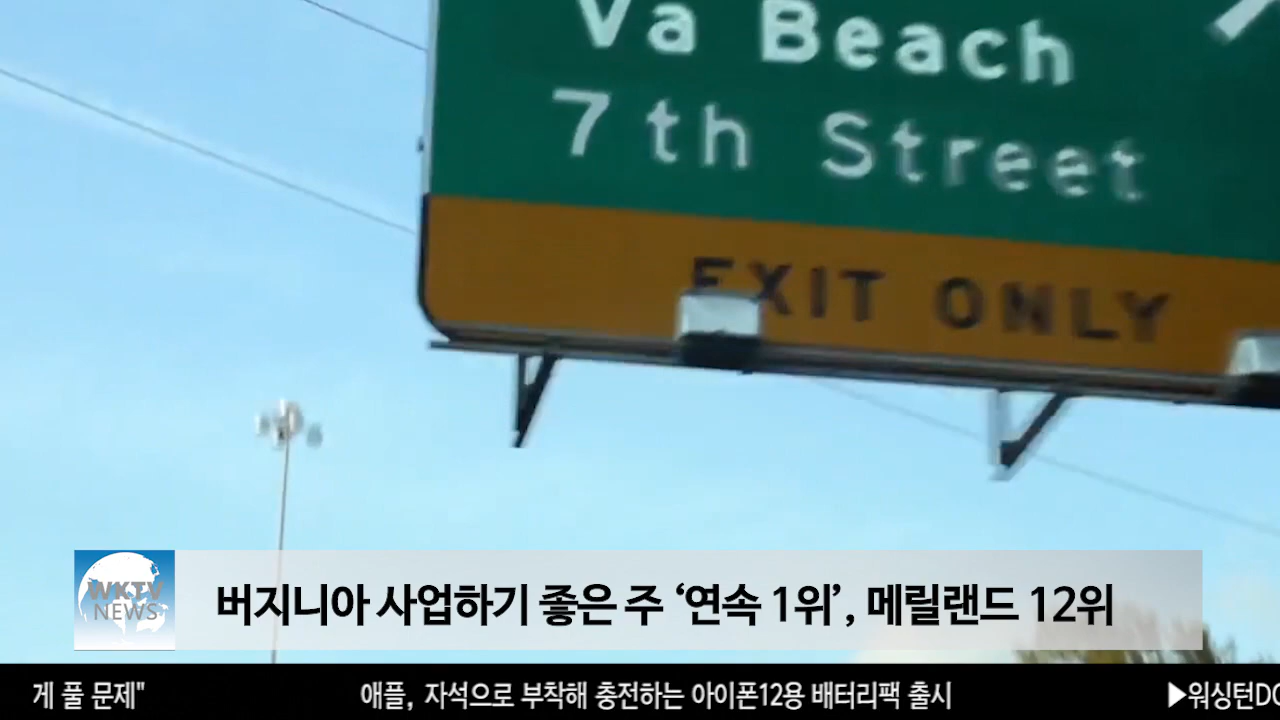 Va Beach
7th Street
EXIT ONLY
WKTV
NEWS
버지니아 사업하기 좋은 주 ‘연속 1위’, 메릴랜드 12위
게 풀 문제" 애플, 자석으로 부착해 충전하는 아이폰12용 배터리팩 출시 ▶워싱턴DC